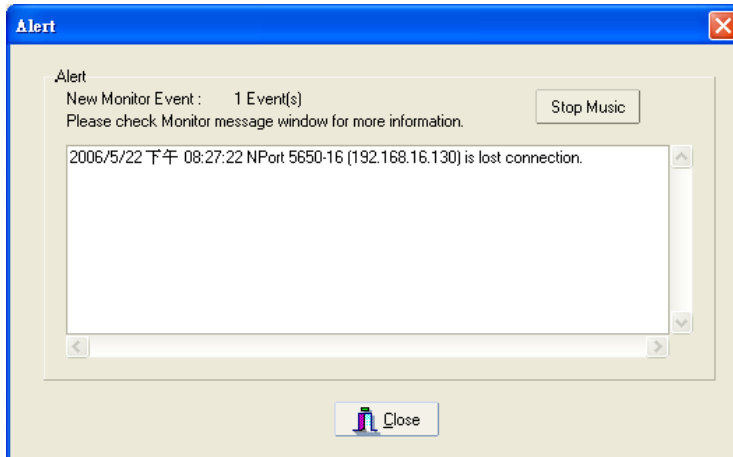 Alert
Alert
New Monitor Event : 1 Event(s)
Stop Music
Please check Monitor message window for more information.
2006/5/22 下午 08:27:22 NPort 5650-16 (192.168.16.130) is lost connection.
Close